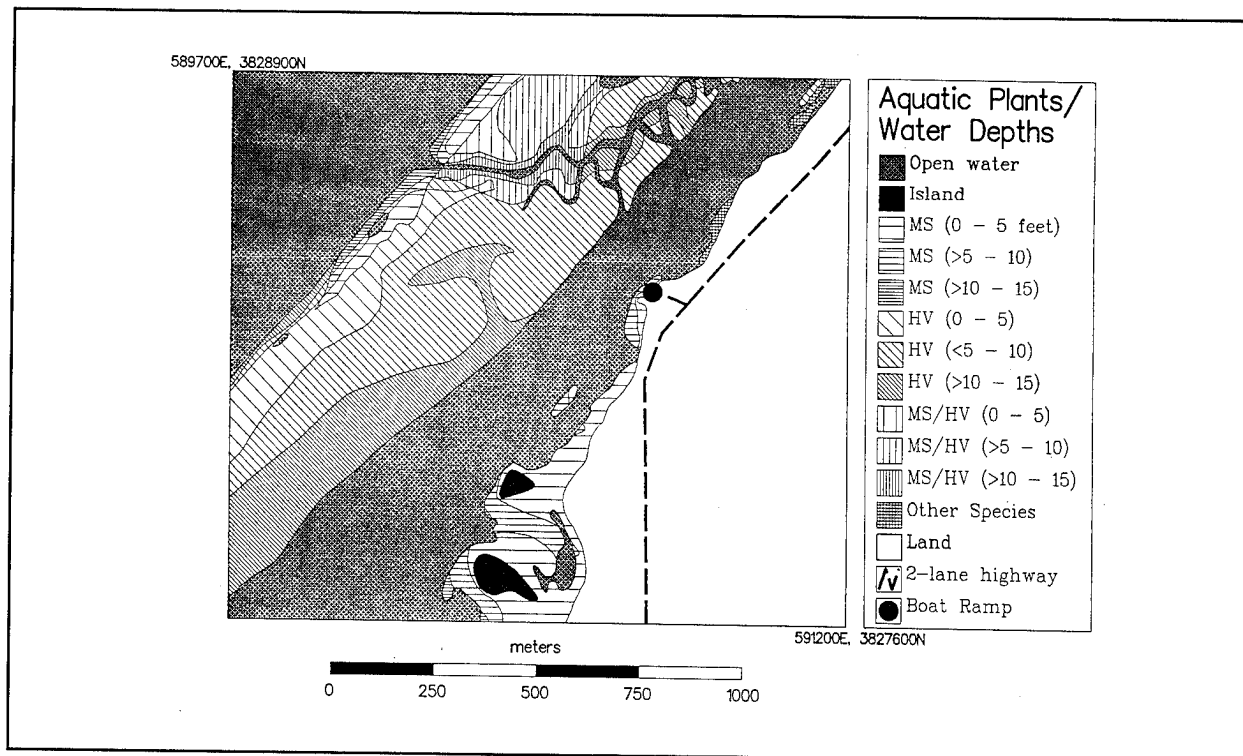 589700E, 3828900N
Aquatic Plants/
Water Depths
Open water
Island
MS (0 - 5 feet)
MS (>5 - 10)
MS (>10 - 15)
HV (0 - 5)
HV (<5 - 10)
HV (>10 - 15)
MS/HV (0 - 5)
MS/HV (>5 - 10)
MS/HV (>10 - 15)
Other Species
Land
2-lane highway
Boat Ramp
591200E, 3827600N
meters
0 250 500 750 1000